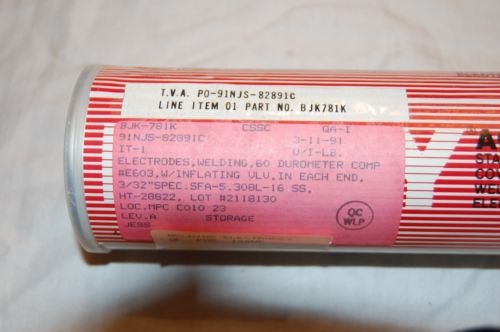 T.V.A. PO-91NJS-82891C
LINE ITEM 01 PART NO. BJK781K
BJK-781K CSSC QA-I
91NJS-82891C 3-11-91
IT-1 U/I-LB.
ELECTRODES,WELDING,60 DUROMETER COMP
#E603,W/INFLATING VLV,IN EACH END,
3/32"SPEC:SFA-5.308L-16 SS,
HT-28822, LOT #2118130
LOC.MPC C010 23
LEV.A STORAGE
JESS
QC
WLP
A
STA
COV
WEL
ELE